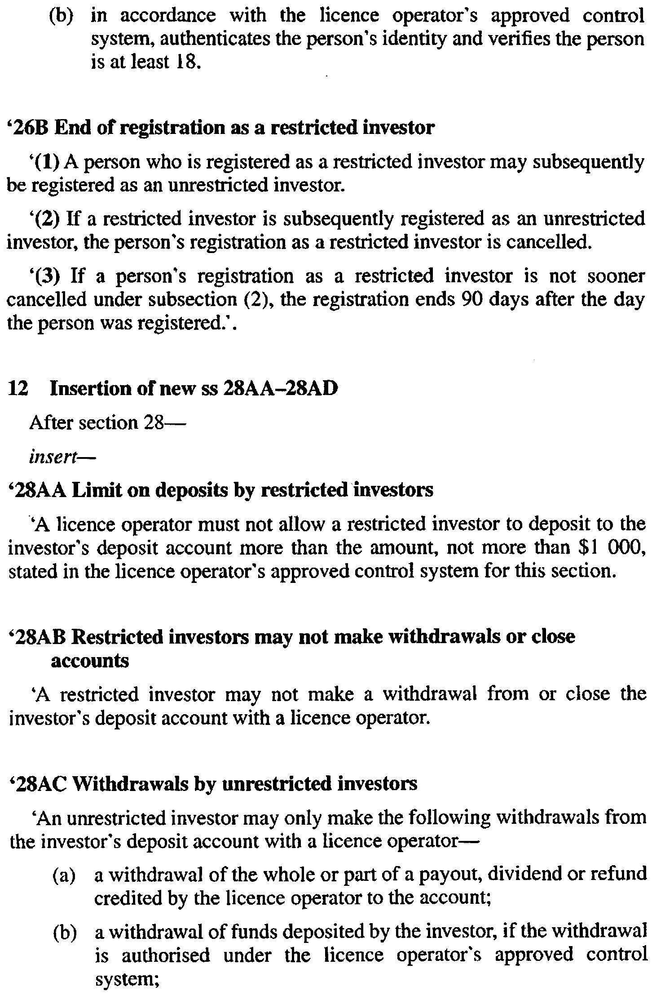 (b) in accordance with the licence operator's approved control
system, authenticates the person's identity and verifies the person
is at least 18.
‘26B End of registration as a restricted investor
‘(1) A person who is registered as a restricted investor may subsequently
be registered as an unrestricted investor.
‘(2) If a restricted investor is subsequently registered as an unrestricted
investor, the person's registration as a restricted investor is cancelled.
‘(3) If a person's registration as a restricted investor is not sooner
cancelled under subsection (2), the registration ends 90 days after the day
the person was registered.’.
12 Insertion of new ss 28AA–28AD
After section 28—
insert—
‘28AA Limit on deposits by restricted investors
‘A licence operator must not allow a restricted investor to deposit to the
investor's deposit account more than the amount, not more than $1 000,
stated in the licence operator's approved control system for this section.
‘28AB Restricted investors may not make withdrawals or close
accounts
‘A restricted investor may not make a withdrawal from or close the
investor's deposit account with a licence operator.
‘28AC Withdrawals by unrestricted investors
‘An unrestricted investor may only make the following withdrawals from
the investor's deposit account with a licence operator—
(a) a withdrawal of the whole or part of a payout, dividend or refund
credited by the licence operator to the account;
(b) a withdrawal of funds deposited by the investor, if the withdrawal
is authorised under the licence operator's approved control
system;